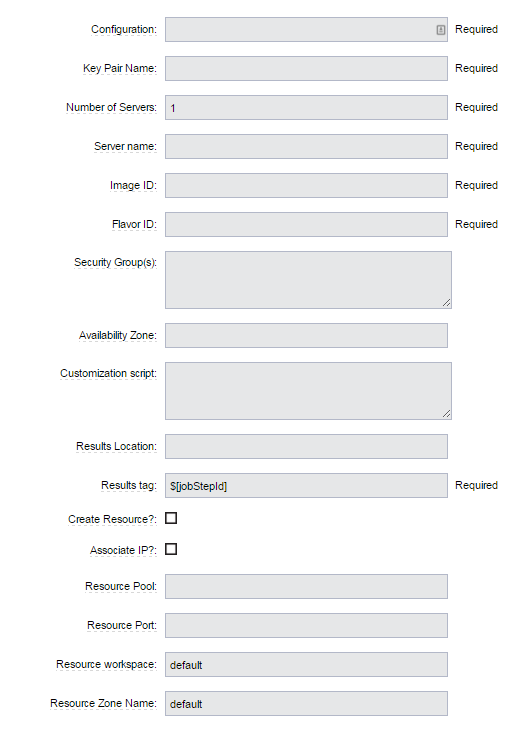 Configuration: Required
Key Pair Name: Required
Number of Servers: 1 Required
Server name: Required
Image ID: Required
Flavor ID: Required
Security Group(s):
Availability Zone:
Customization script:
Results Location:
Results tag: $[jobStepId] Required
Create Resource?:
Associate IP?:
Resource Pool:
Resource Port:
Resource workspace: default
Resource Zone Name: default